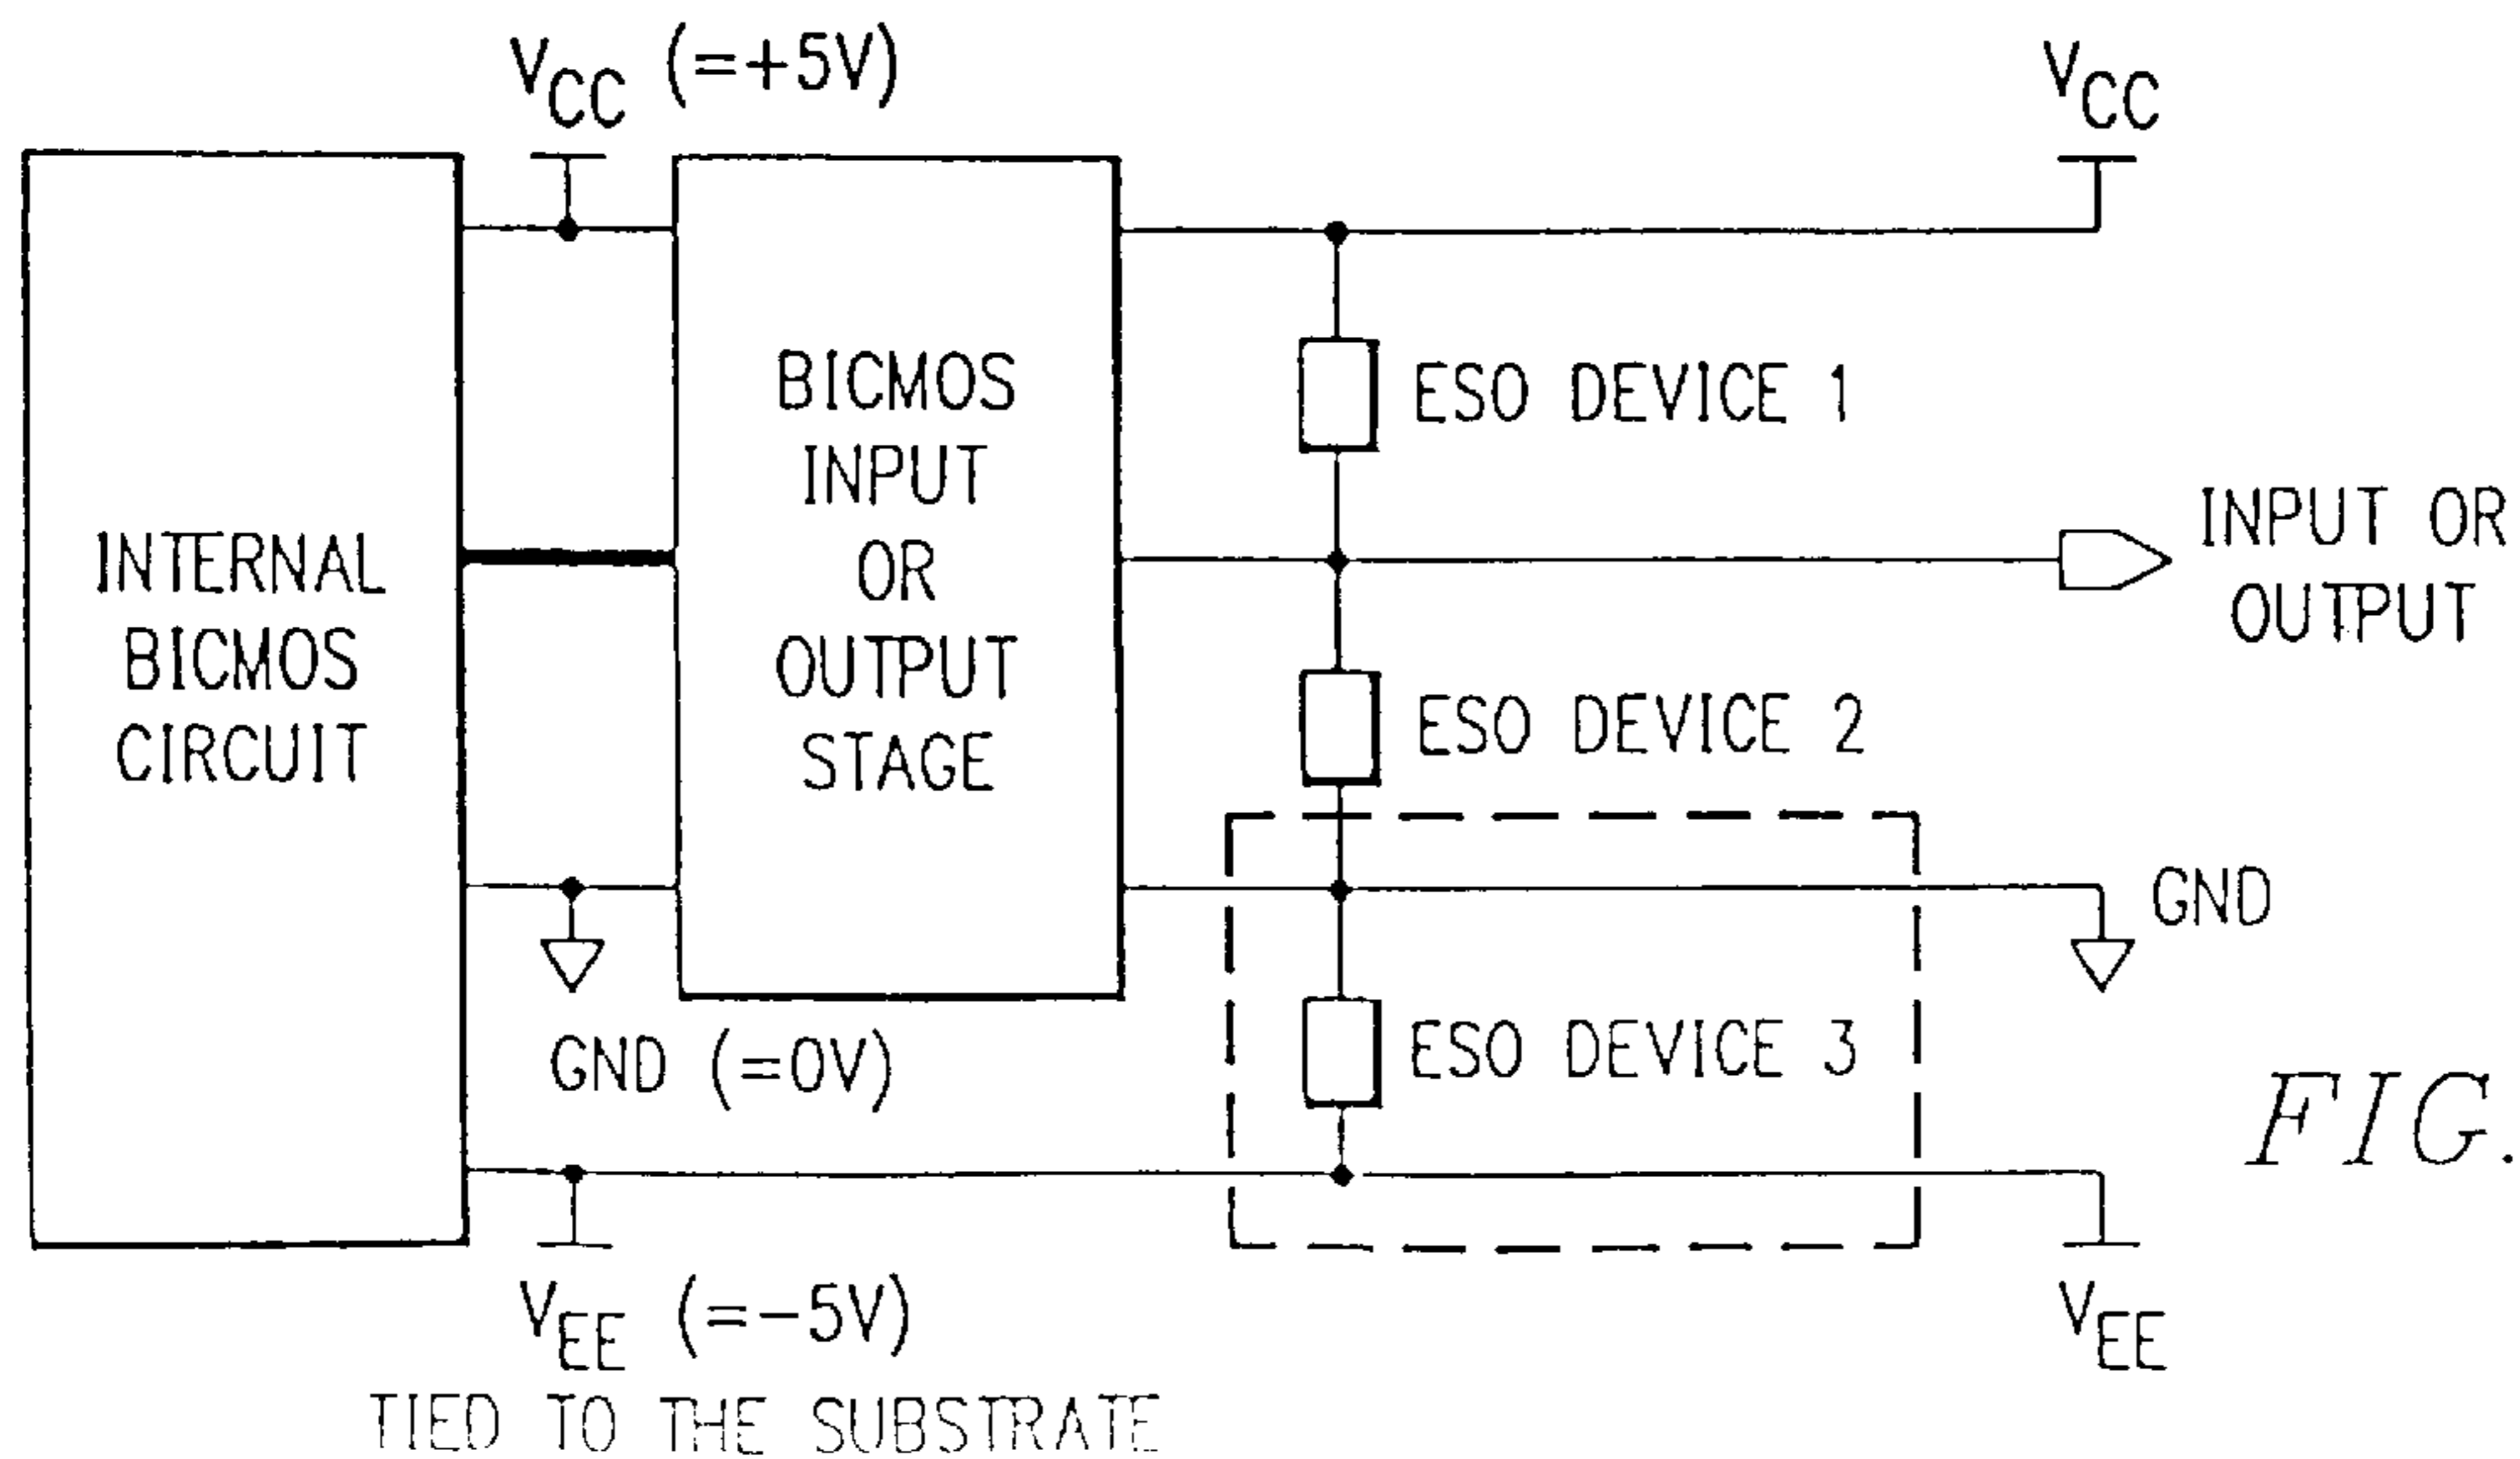 VCC (=+5V)
VCC
INTERNAL
BICMOS
CIRCUIT
BICMOS
INPUT
OR
OUTPUT
STAGE
ESO DEVICE 1
INPUT OR
OUTPUT
ESO DEVICE 2
GND
GND (=0V)
ESO DEVICE 3
FIG.
VEE (=-5V)
TIED TO THE SUBSTRATE
VEE